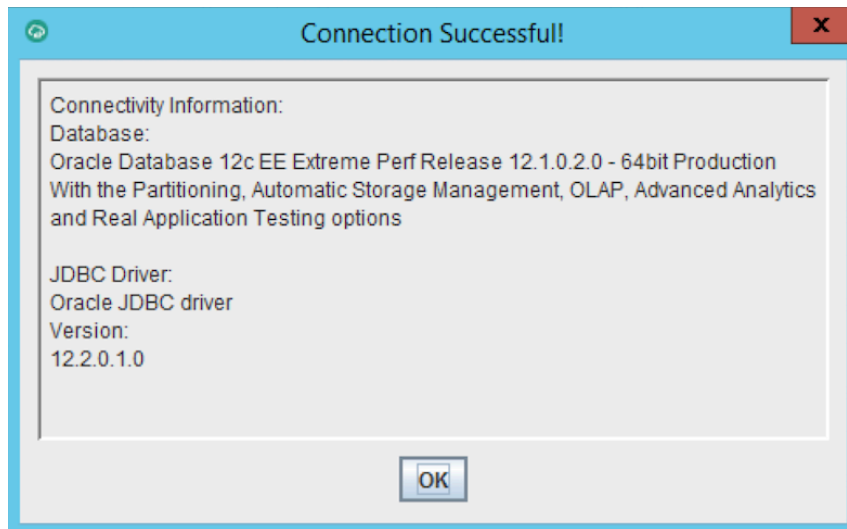 Connection Successful!
x
Connectivity Information:
Database:
Oracle Database 12c EE Extreme Perf Release 12.1.0.2.0 - 64bit Production
With the Partitioning, Automatic Storage Management, OLAP, Advanced Analytics
and Real Application Testing options
JDBC Driver:
Oracle JDBC driver
Version:
12.2.0.1.0
OK